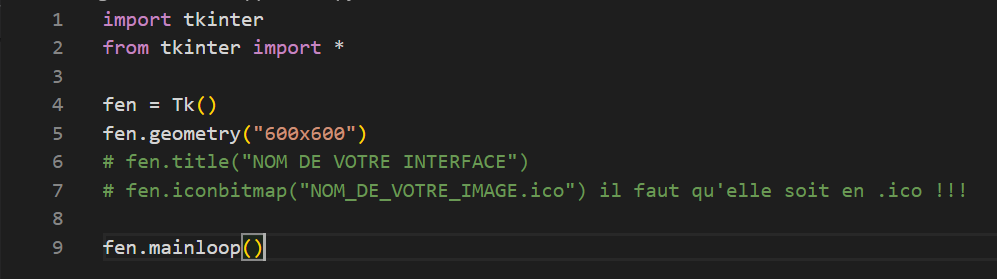 1 import tkinter
2 from tkinter import *
3
4 fen = Tk()
5 fen.geometry("600x600")
6 # fen.title("NOM DE VOTRE INTERFACE")
7 # fen.iconbitmap("NOM_DE_VOTRE_IMAGE.ico") il faut qu'elle soit en .ico !!!
8
9 fen.mainloop()